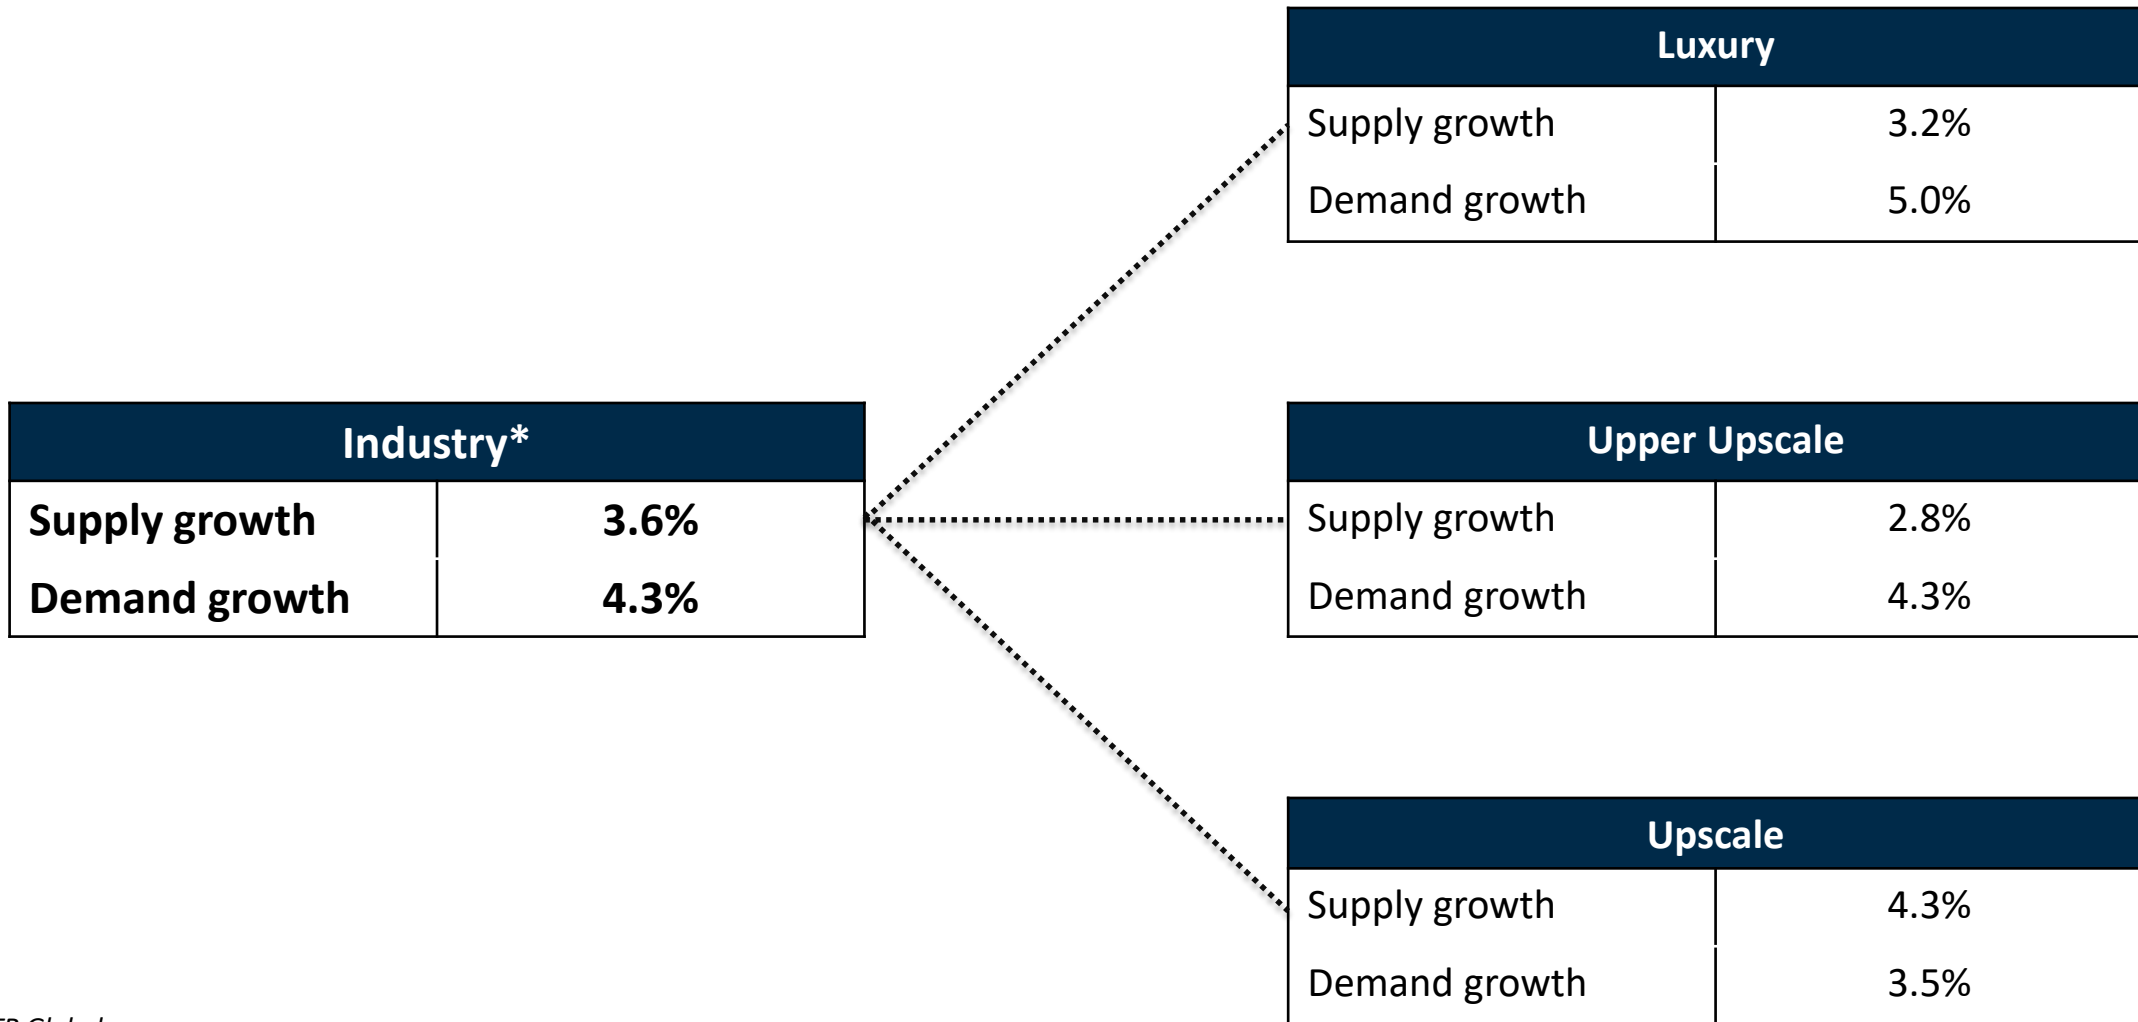 Luxury
Supply growth 3.2%
Demand growth 5.0%
Industry*
Supply growth 3.6%
Demand growth 4.3%
Upper Upscale
Supply growth 2.8%
Demand growth 4.3%
Upscale
Supply growth 4.3%
Demand growth 3.5%